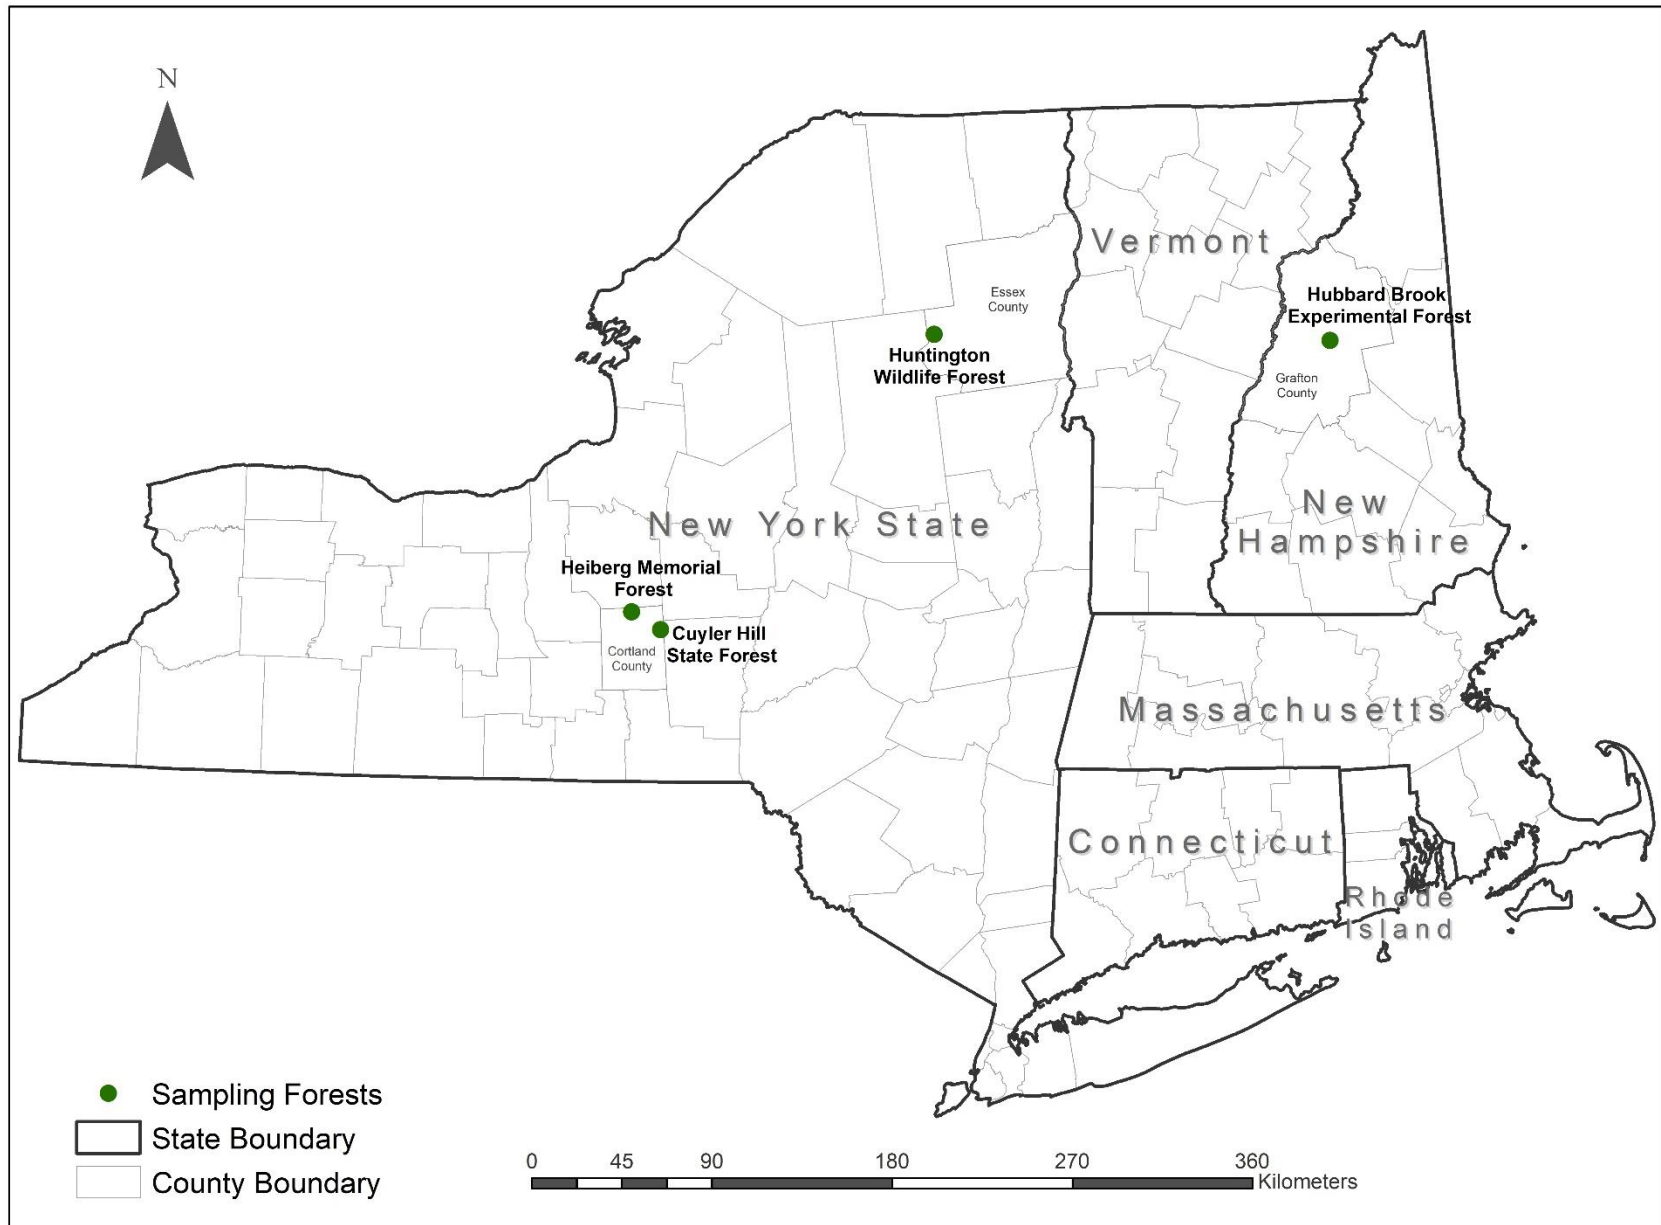 N
Vermont
Essex
County
Hubbard Brook
Experimental Forest
Huntington
Wildlife Forest
Grafton
County
New York State
New
Hampshire
Heiberg Memorial
Forest
Cuyler Hill
State Forest
Cortland
County
Massachusetts
Connecticut
Rhode
Island
Sampling Forests
State Boundary
County Boundary
0 45 90 180 270 360
Kilometers